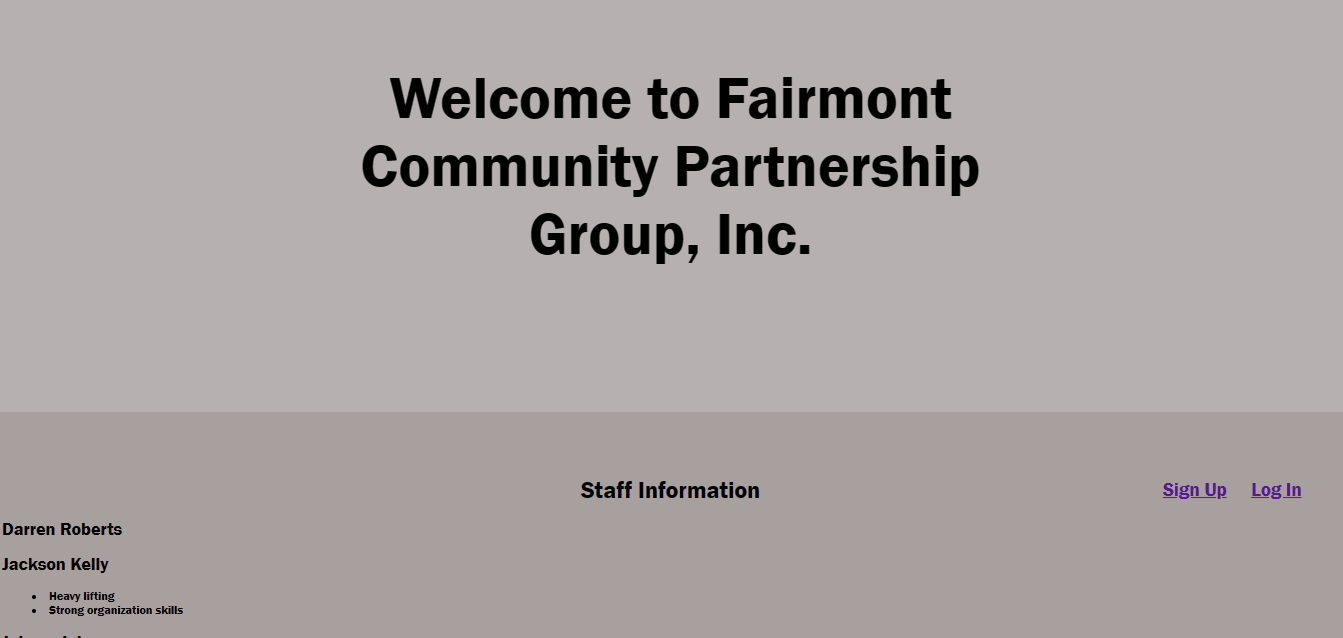 Welcome to Fairmont
Community Partnership
Group, Inc.
Staff Information
Sign Up
Log In
Darren Roberts
Jackson Kelly
Heavy lifting
Strong organization skills